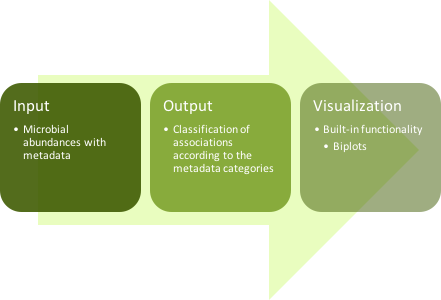 Input
• Microbial
abundances with
metadata
Output
• Classification of
associations
according to the
metadata categories
Visualization
• Built-in functionality
• Biplots